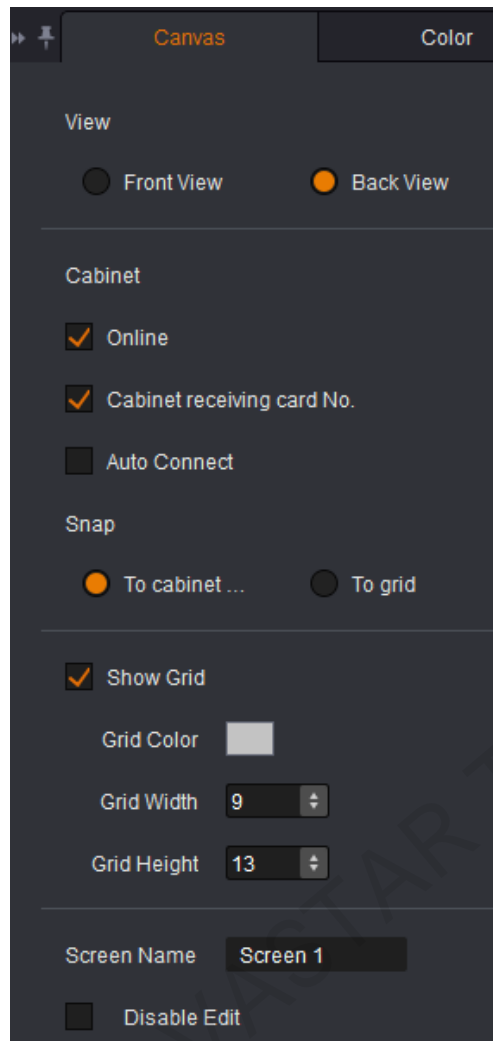 Canvas Color
View
Front View Back View
Cabinet
Online
Cabinet receiving card No.
Auto Connect
Snap
To cabinet ... To grid
Show Grid
Grid Color
Grid Width 9
Grid Height 13
Screen Name Screen 1
Disable Edit